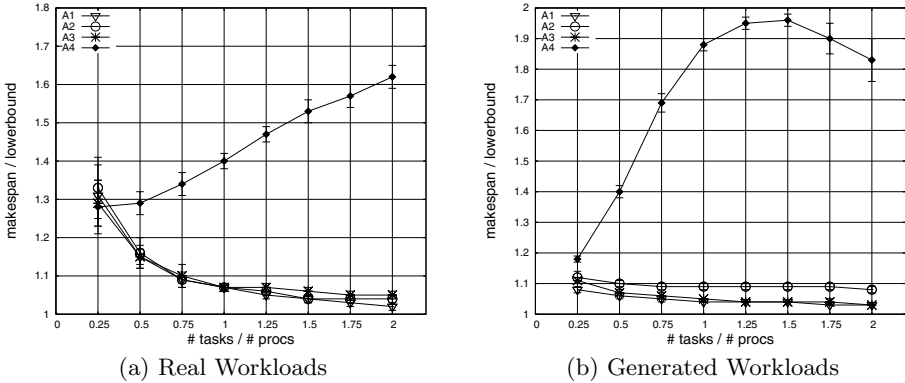 1.8
1.7
1.6
1.5
1.4
1.3
1.2
1.1
1
makespan / lowerbound
A1
A2
A3
A4
0 0.25 0.5 0.75 1 1.25 1.5 1.75 2
# tasks / # procs
(a) Real Workloads
2
1.9
1.8
1.7
1.6
1.5
1.4
1.3
1.2
1.1
1
makespan / lowerbound
A1
A2
A3
A4
0 0.25 0.5 0.75 1 1.25 1.5 1.75 2
# tasks / # procs
(b) Generated Workloads